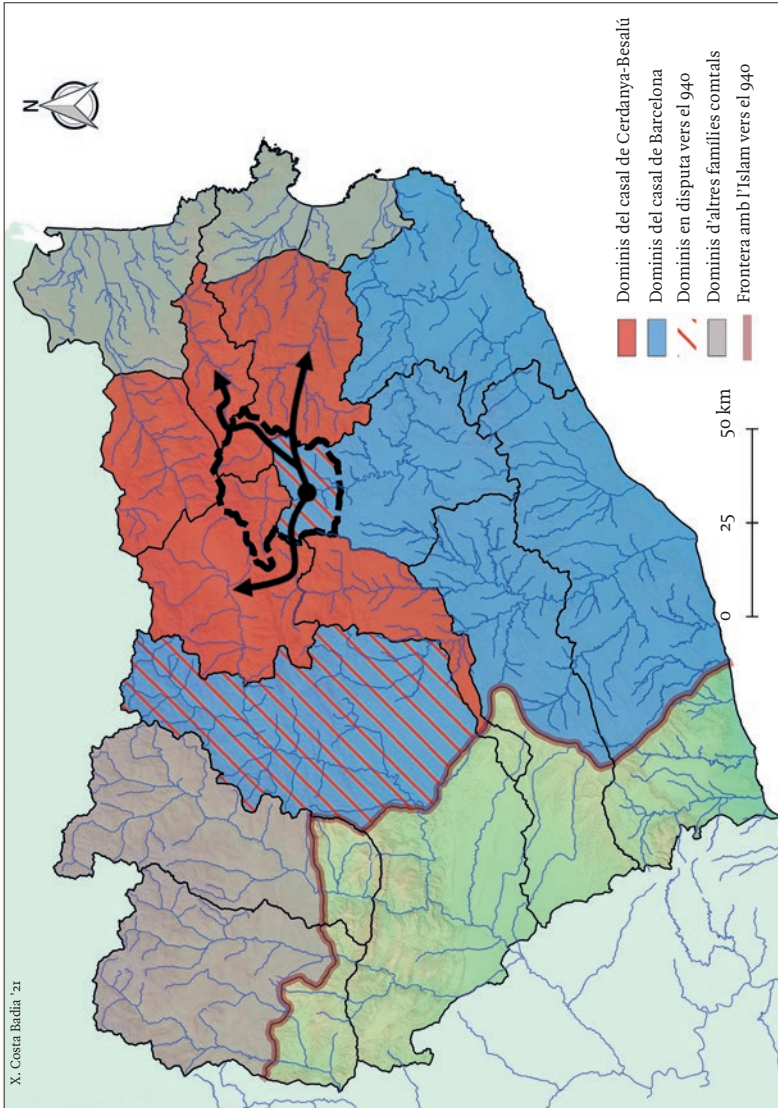 X. Costa Badia '21
N
Dominis del casal de Cerdanya-Besalú
Dominis del casal de Barcelona
Dominis en disputa vers el 940
Dominis d'altres famílies comtals
Frontera amb l'Islam vers el 940
0 25 50 km